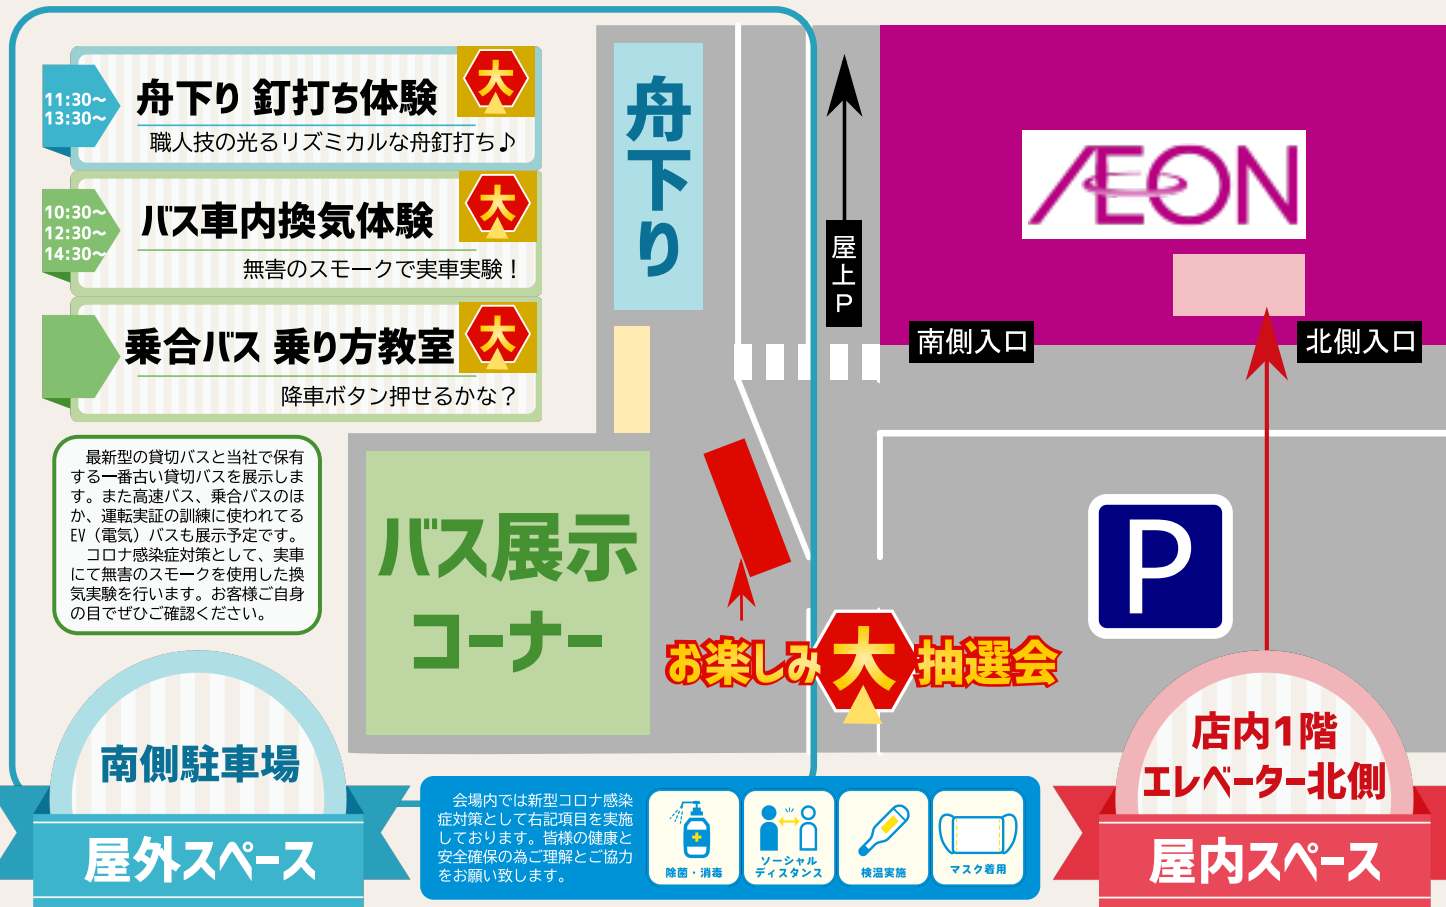 11:30～
13:30～
舟下り 釘打ち体験
大
職人技の光るリズミカルな舟釘打ち♪
10:30～
12:30～
14:30～
バス車内換気体験
大
無害のスモークで実車実験！
乗合バス 乗り方教室
大
降車ボタン押せるかな？
最新型の貸切バスと当社で保有
する一番古い貸切バスを展示しま
す。また高速バス、乗合バスのほ
か、運転実証の訓練に使われてる
EV（電気）バスも展示予定です。
コロナ感染症対策として、実車
にて無害のスモークを使用した換
気実験を行います。お客様ご自身
の目でぜひご確認ください。
舟下り
バス展示
コーナー
屋上P
ÆON
南側入口
北側入口
P
お楽しみ大抽選会
南側駐車場
屋外スペース
会場内では新型コロナ感染
症対策として右記項目を実施
しております。皆様の健康と
安全確保の為ご理解とご協力
をお願い致します。
除菌・消毒
ソーシャル
ディスタンス
検温実施
マスク着用
店内1階
エレベーター北側
屋内スペース